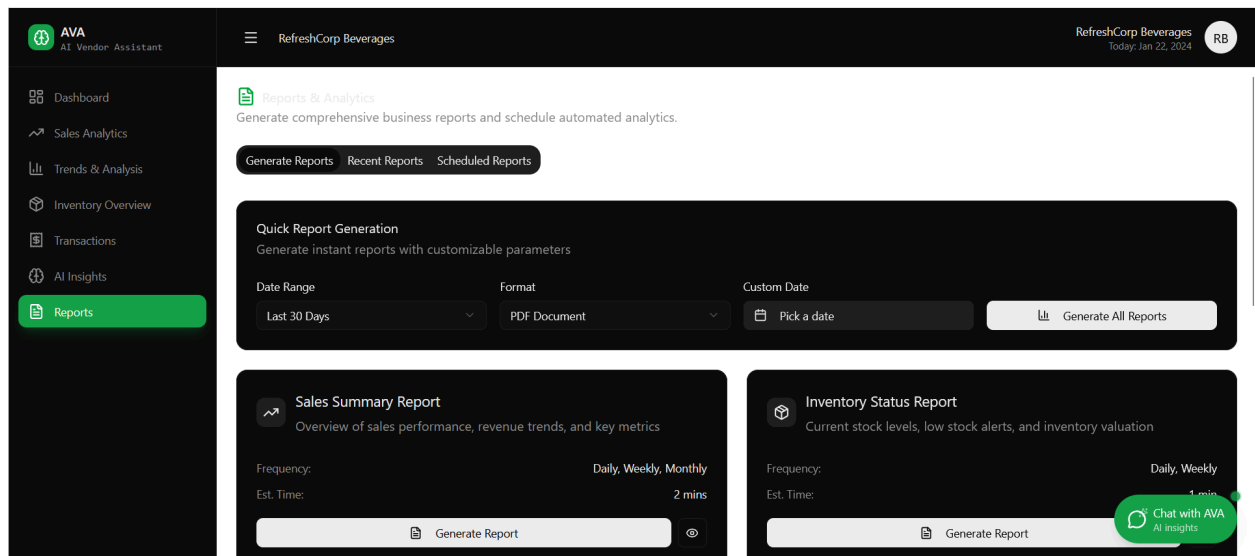 AVA
AI Vendor Assistant
RefreshCorp Beverages
RefreshCorp Beverages
Today: Jan 22, 2024
RB
Dashboard
Sales Analytics
Trends & Analysis
Inventory Overview
Transactions
AI Insights
Reports
Reports & Analytics
Generate comprehensive business reports and schedule automated analytics.
Generate Reports Recent Reports Scheduled Reports
Quick Report Generation
Generate instant reports with customizable parameters
Date Range Format Custom Date
Last 30 Days PDF Document Pick a date Generate All Reports
Sales Summary Report
Overview of sales performance, revenue trends, and key metrics
Frequency: Daily, Weekly, Monthly
Est. Time: 2 mins
Generate Report
Inventory Status Report
Current stock levels, low stock alerts, and inventory valuation
Frequency: Daily, Weekly
Est. Time: 1 min
Generate Report
Chat with AVA
AI insights